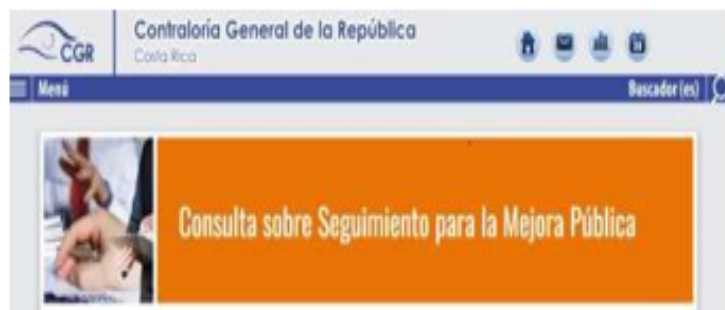 CGR
Contraloría General de la República
Costa Rica
Menú
Buscador (es)
Consulta sobre Seguimiento para la Mejora Pública